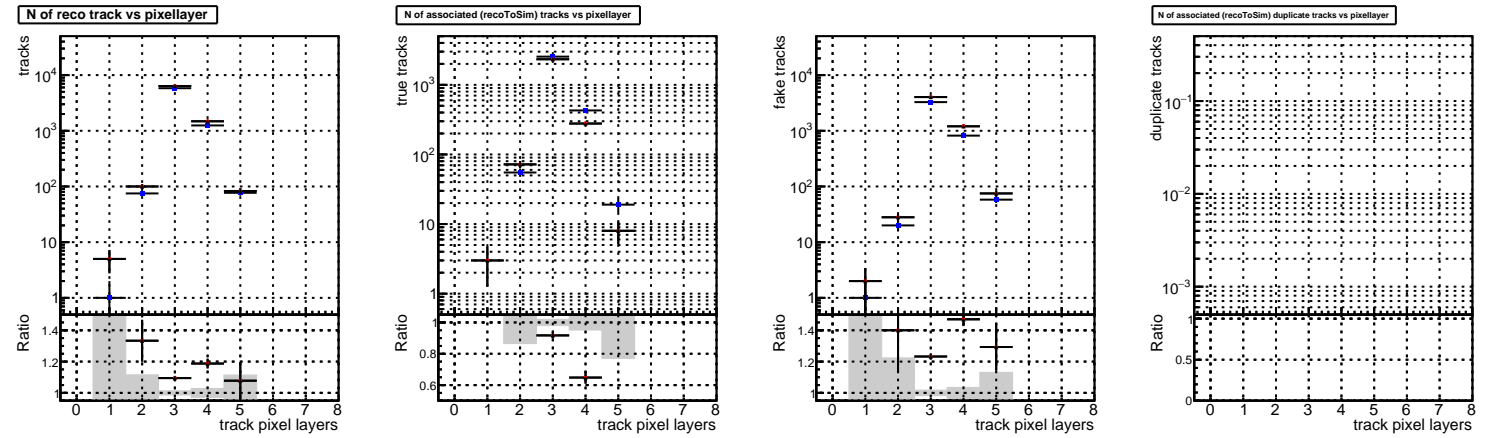 N of reco track vs pixellayer
tracks
10^4
10^3
10^2
10
1
Ratio
1.4
1.2
1
0 1 2 3 4 5 6 7 8
track pixel layers
N of associated (recoToSim) tracks vs pixellayer
true tracks
10^3
10^2
10
1
Ratio
1
0.8
0.6
0 1 2 3 4 5 6 7 8
track pixel layers
fake tracks
10^4
10^3
10^2
10
1
Ratio
1.4
1.2
1
0 1 2 3 4 5 6 7 8
track pixel layers
N of associated (recoToSim) duplicate tracks vs pixellayer
duplicate tracks
10^−1
10^−2
10^−3
Ratio
1
0.5
0
0 1 2 3 4 5 6 7 8
track pixel layers